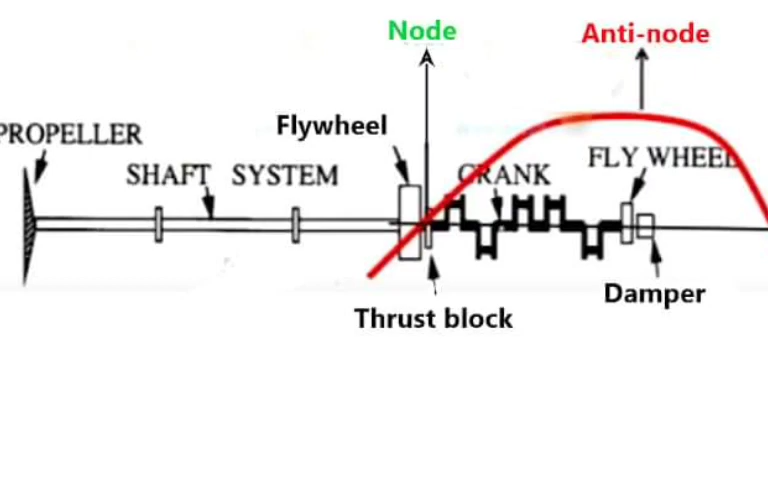 Node
Anti-node
Flywheel
PROPELLER
FLY WHEEL
SHAFT SYSTEM
CRANK
Damper
Thrust block